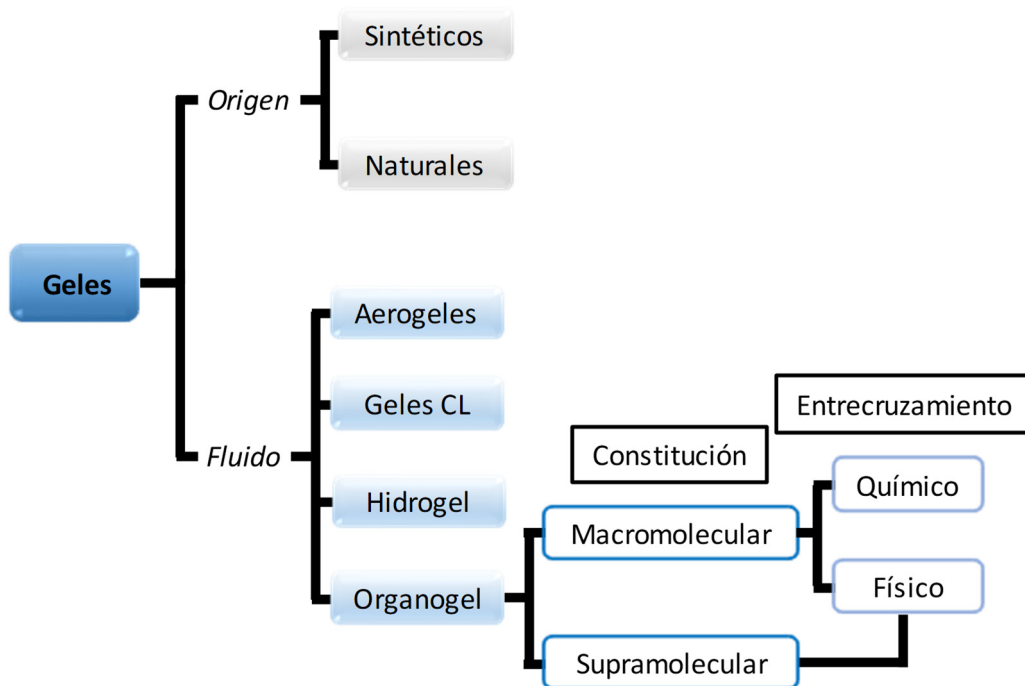 Sintéticos
Origen
Naturales
Geles
Aerogeles
Geles CL
Entrecruzamiento
Constitución
Fluido
Químico
Hidrogel
Macromolecular
Organogel
Físico
Supramolecular